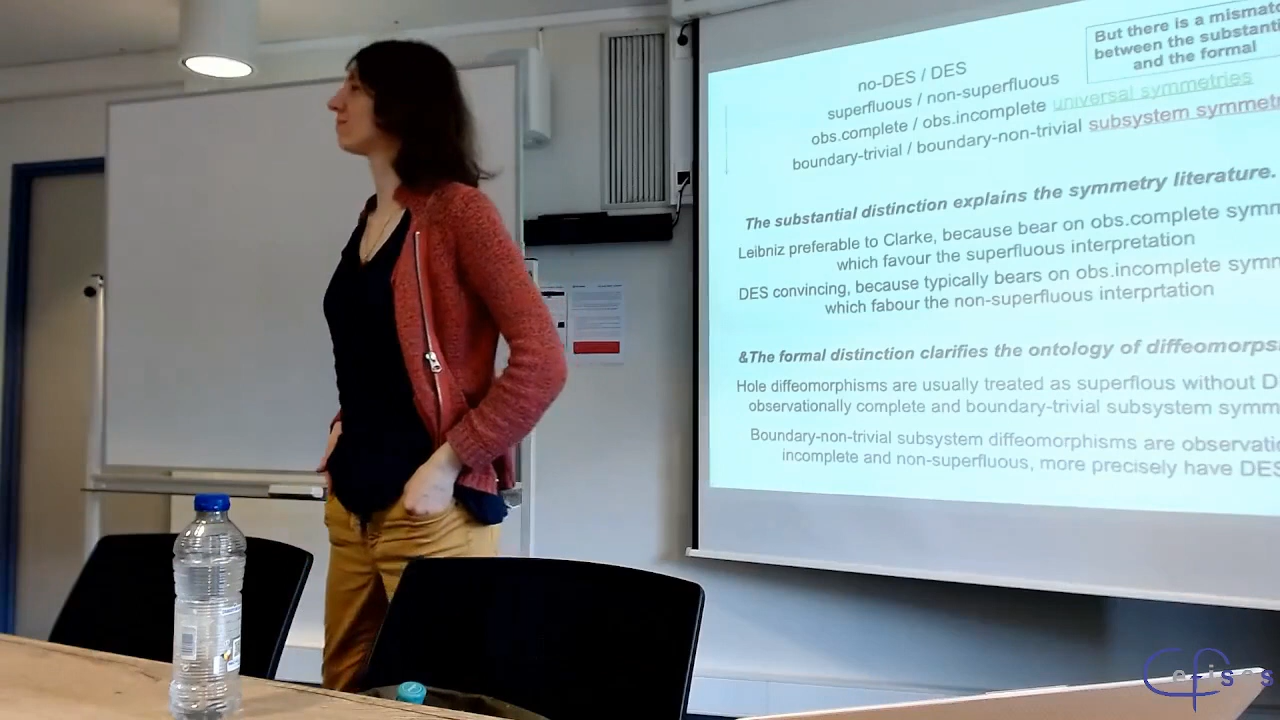 But there is a mismatc
between the substanti
and the formal
no-DES / DES
superfluous / non-superfluous
obs.complete / obs.incomplete universal symmetries
boundary-trivial / boundary-non-trivial subsystem symmetr
The substantial distinction explains the symmetry literature.
Leibniz preferable to Clarke, because bear on obs.complete symm
which favour the superfluous interpretation
DES convincing, because typically bears on obs.incomplete symm
which fabour the non-superfluous interprtation
&The formal distinction clarifies the ontology of diffeomorpsi
Hole diffeomorphisms are usually treated as superflous without D
observationally complete and boundary-trivial subsystem symm
Boundary-non-trivial subsystem diffeomorphisms are observatio
incomplete and non-superfluous, more precisely have DES
Cefises